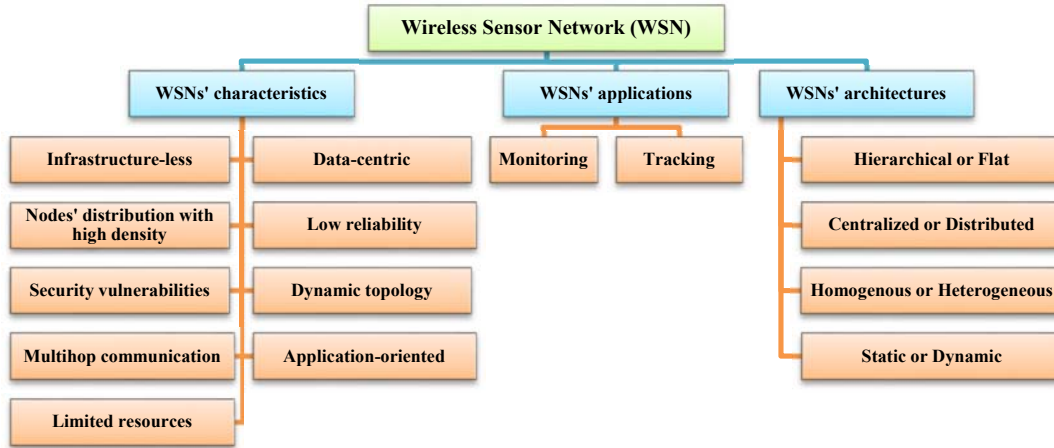 Wireless Sensor Network (WSN)
WSNs' characteristics
WSNs' applications
WSNs' architectures
Infrastructure-less
Data-centric
Monitoring
Tracking
Hierarchical or Flat
Nodes' distribution with
high density
Low reliability
Centralized or Distributed
Security vulnerabilities
Dynamic topology
Homogenous or Heterogeneous
Multihop communication
Application-oriented
Static or Dynamic
Limited resources